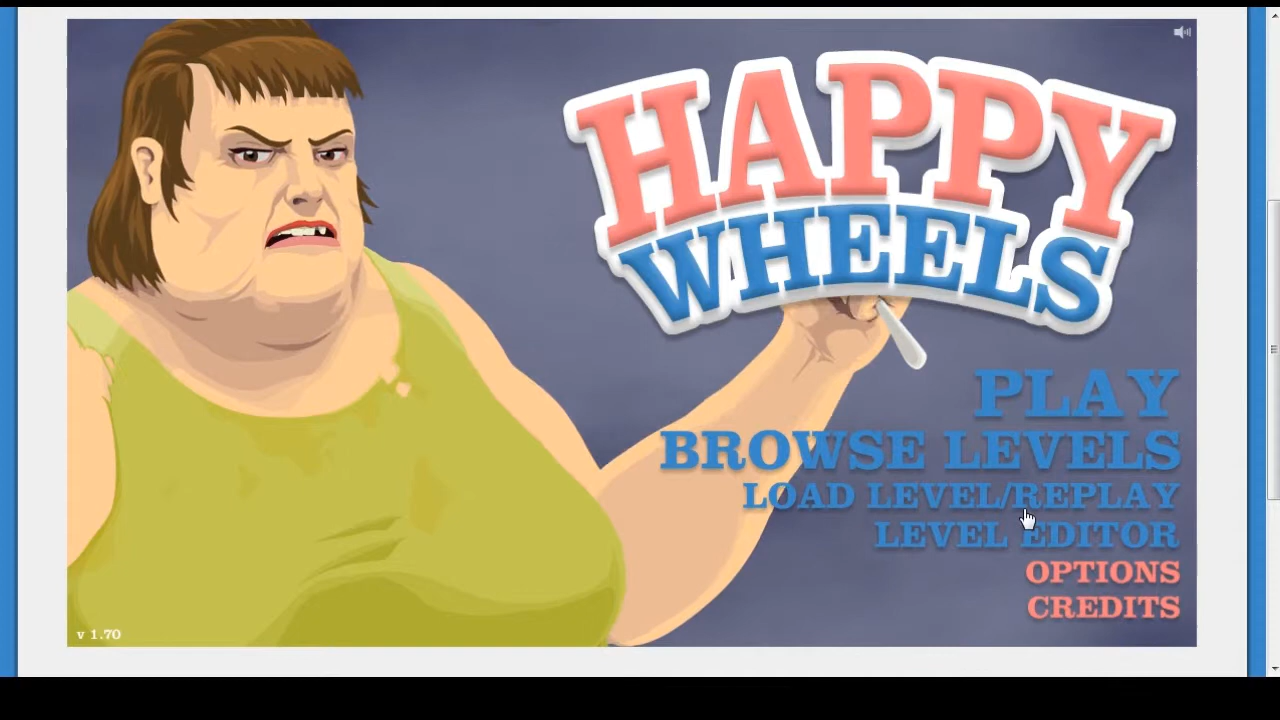 HAPPY
WHEELS
PLAY
BROWSE LEVELS
LOAD LEVEL/REPLAY
LEVEL EDITOR
OPTIONS
CREDITS
v 1.70